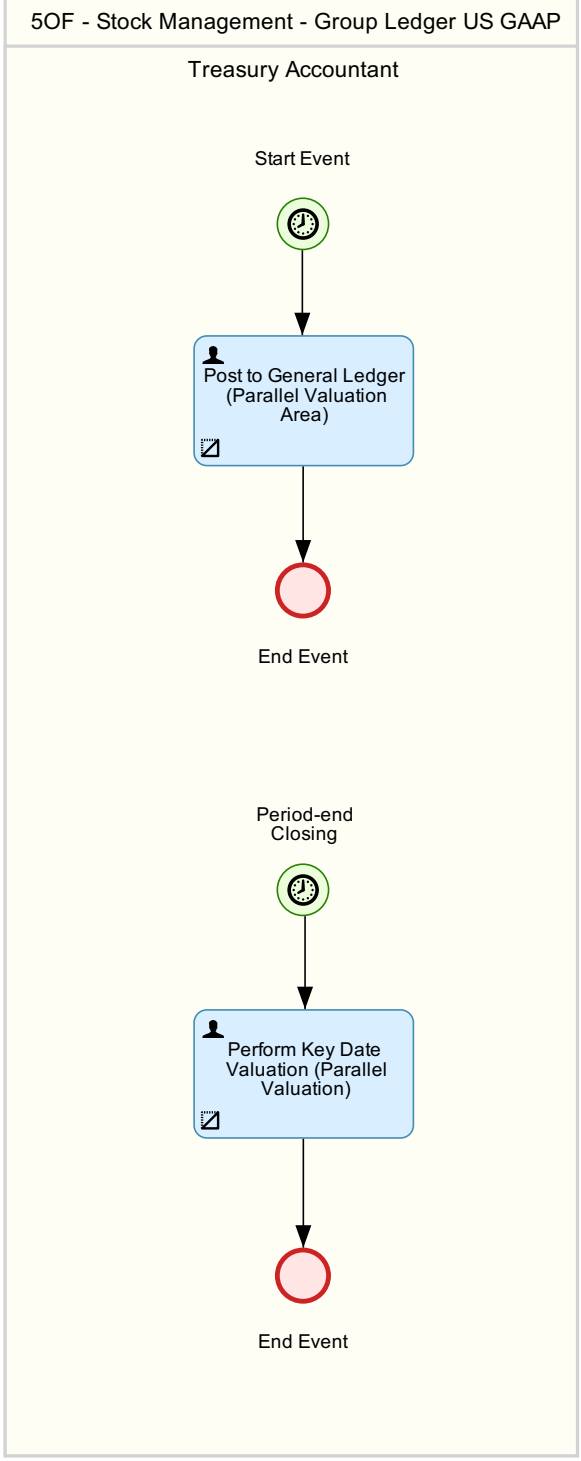 5OF - Stock Management - Group Ledger US GAAP
Treasury Accountant
Start Event
Post to General Ledger
(Parallel Valuation
Area)
End Event
Period-end
Closing
Perform Key Date
Valuation (Parallel
Valuation)
End Event